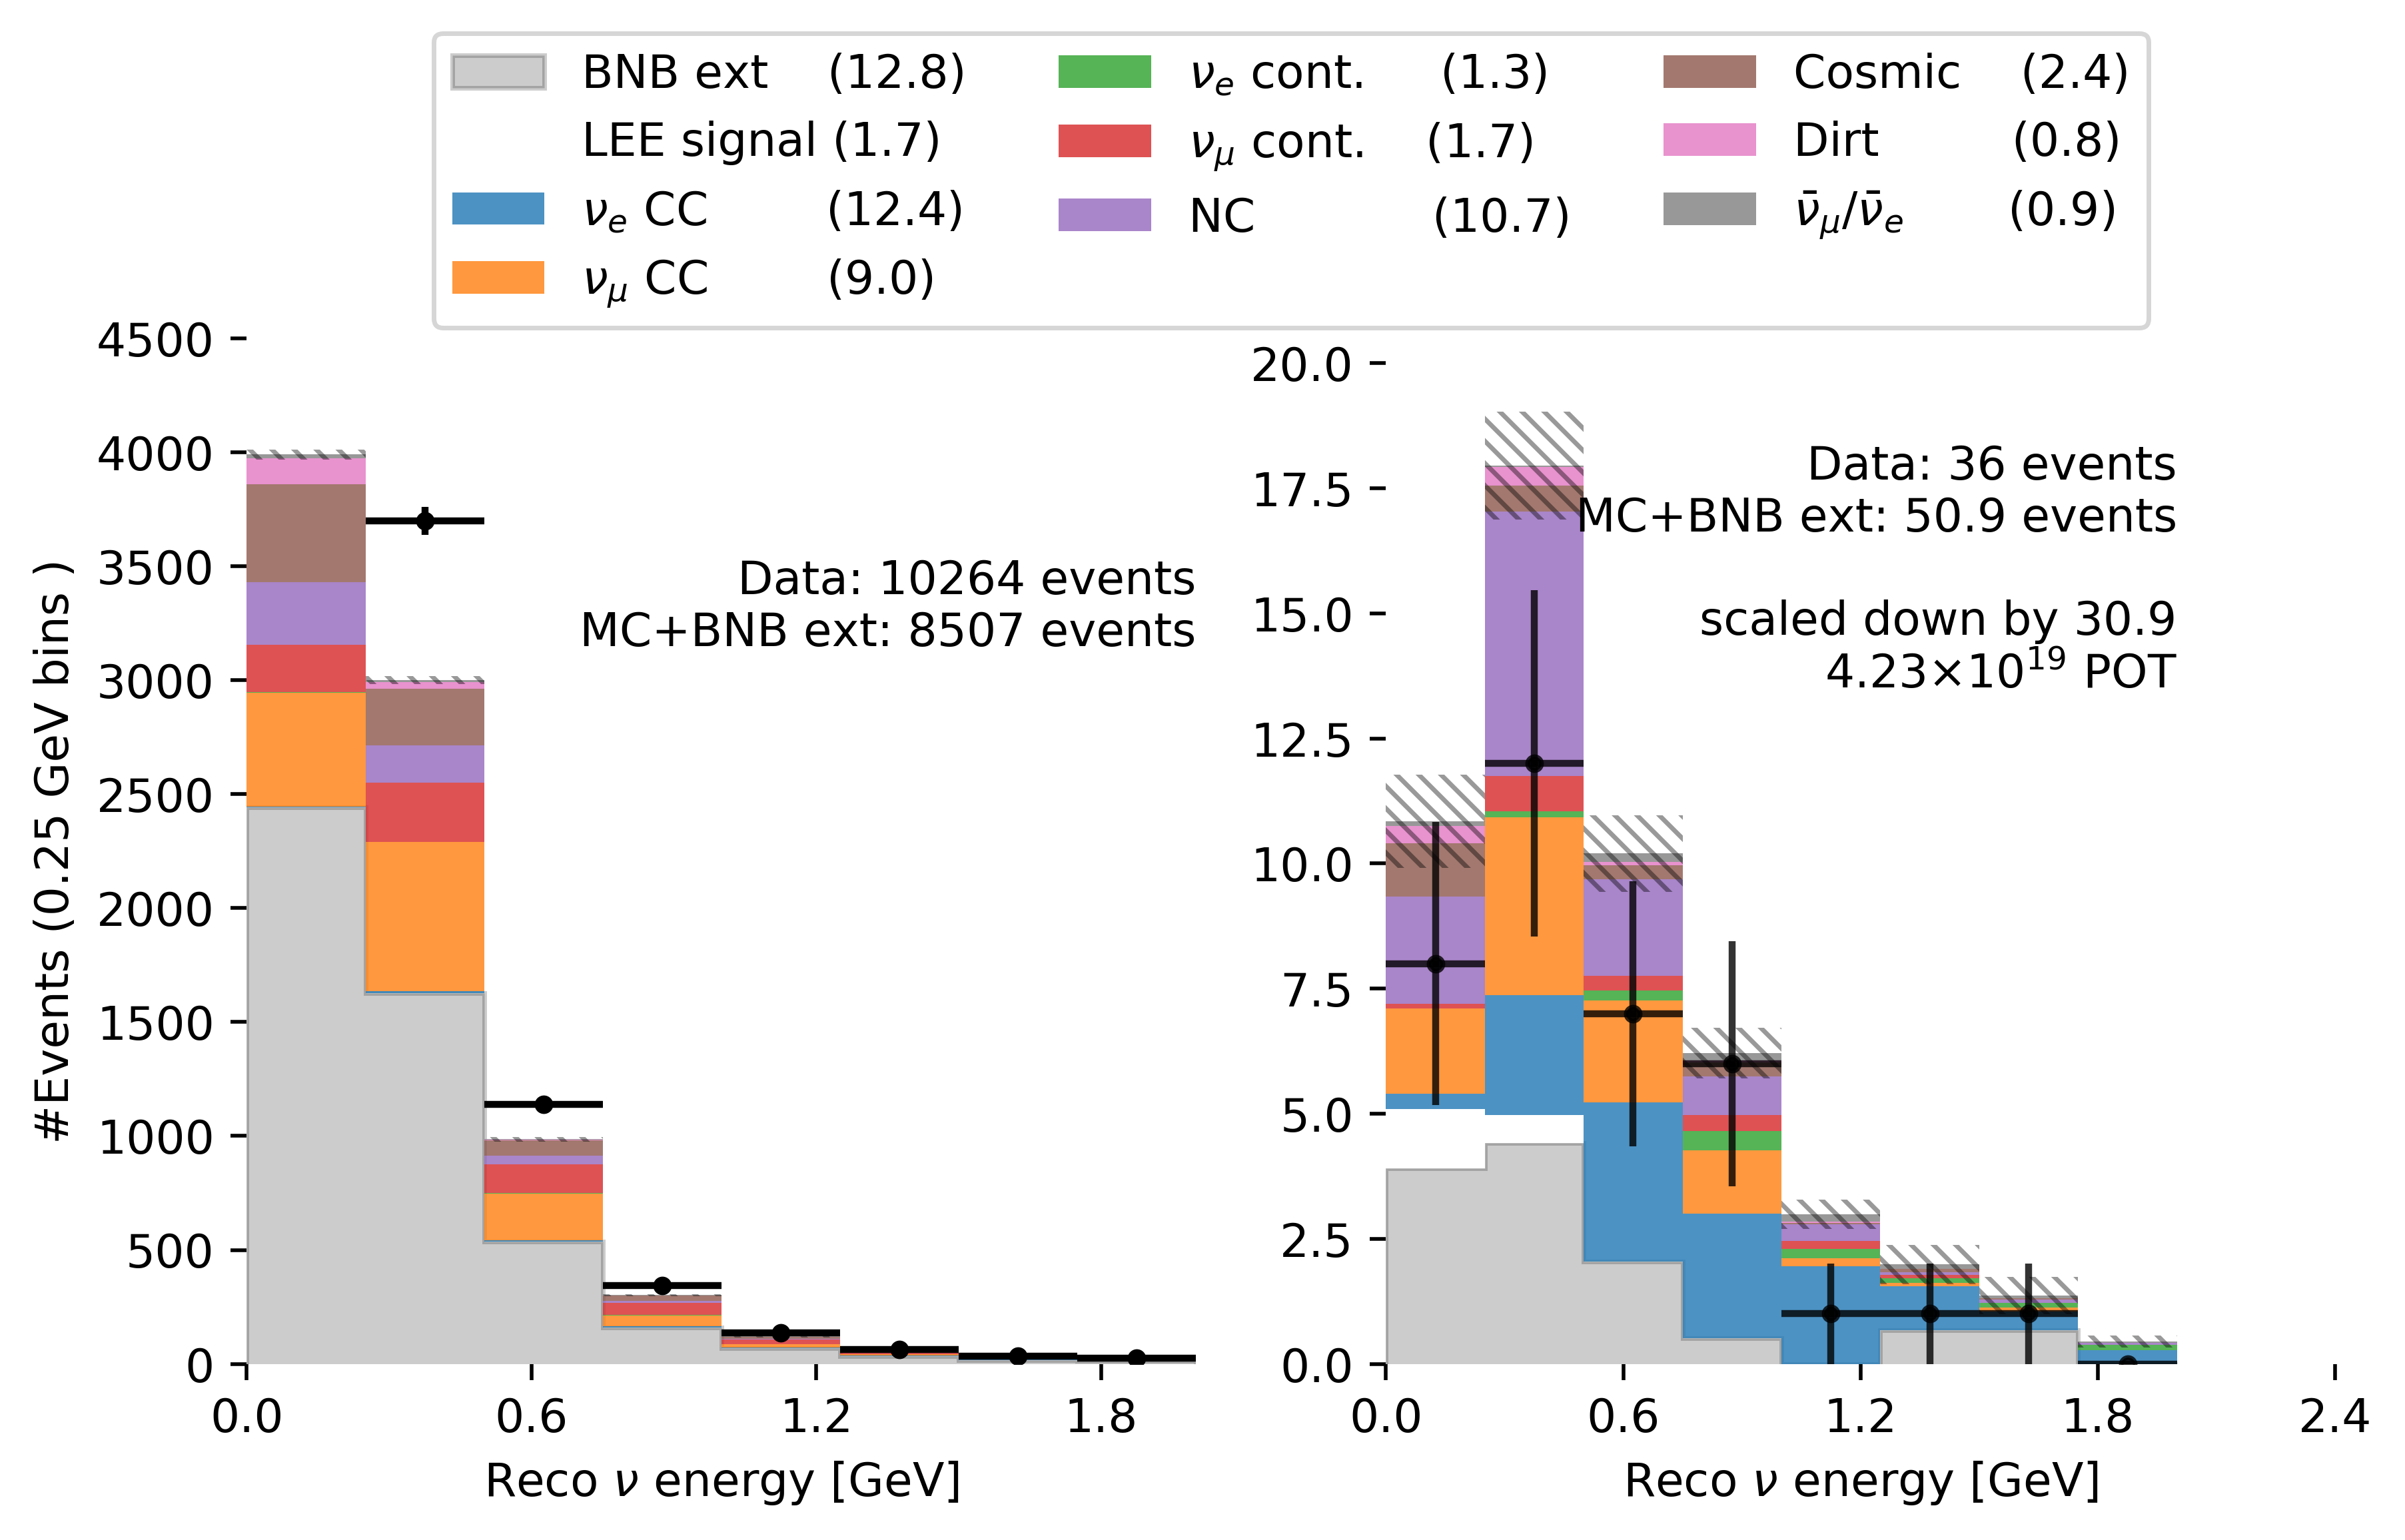 BNB ext (12.8)
LEE signal (1.7)
νe CC (12.4)
νμ CC (9.0)
νe cont. (1.3)
νμ cont. (1.7)
NC (10.7)
Cosmic (2.4)
Dirt (0.8)
ν̄μ/ν̄e (0.9)
#Events (0.25 GeV bins )
4500
4000
3500
3000
2500
2000
1500
1000
500
0
Data: 10264 events
MC+BNB ext: 8507 events
0.0 0.6 1.2 1.8
Reco ν energy [GeV]
20.0
17.5
15.0
12.5
10.0
7.5
5.0
2.5
0.0
Data: 36 events
MC+BNB ext: 50.9 events
scaled down by 30.9
4.23×10¹⁹ POT
0.0 0.6 1.2 1.8 2.4
Reco ν energy [GeV]